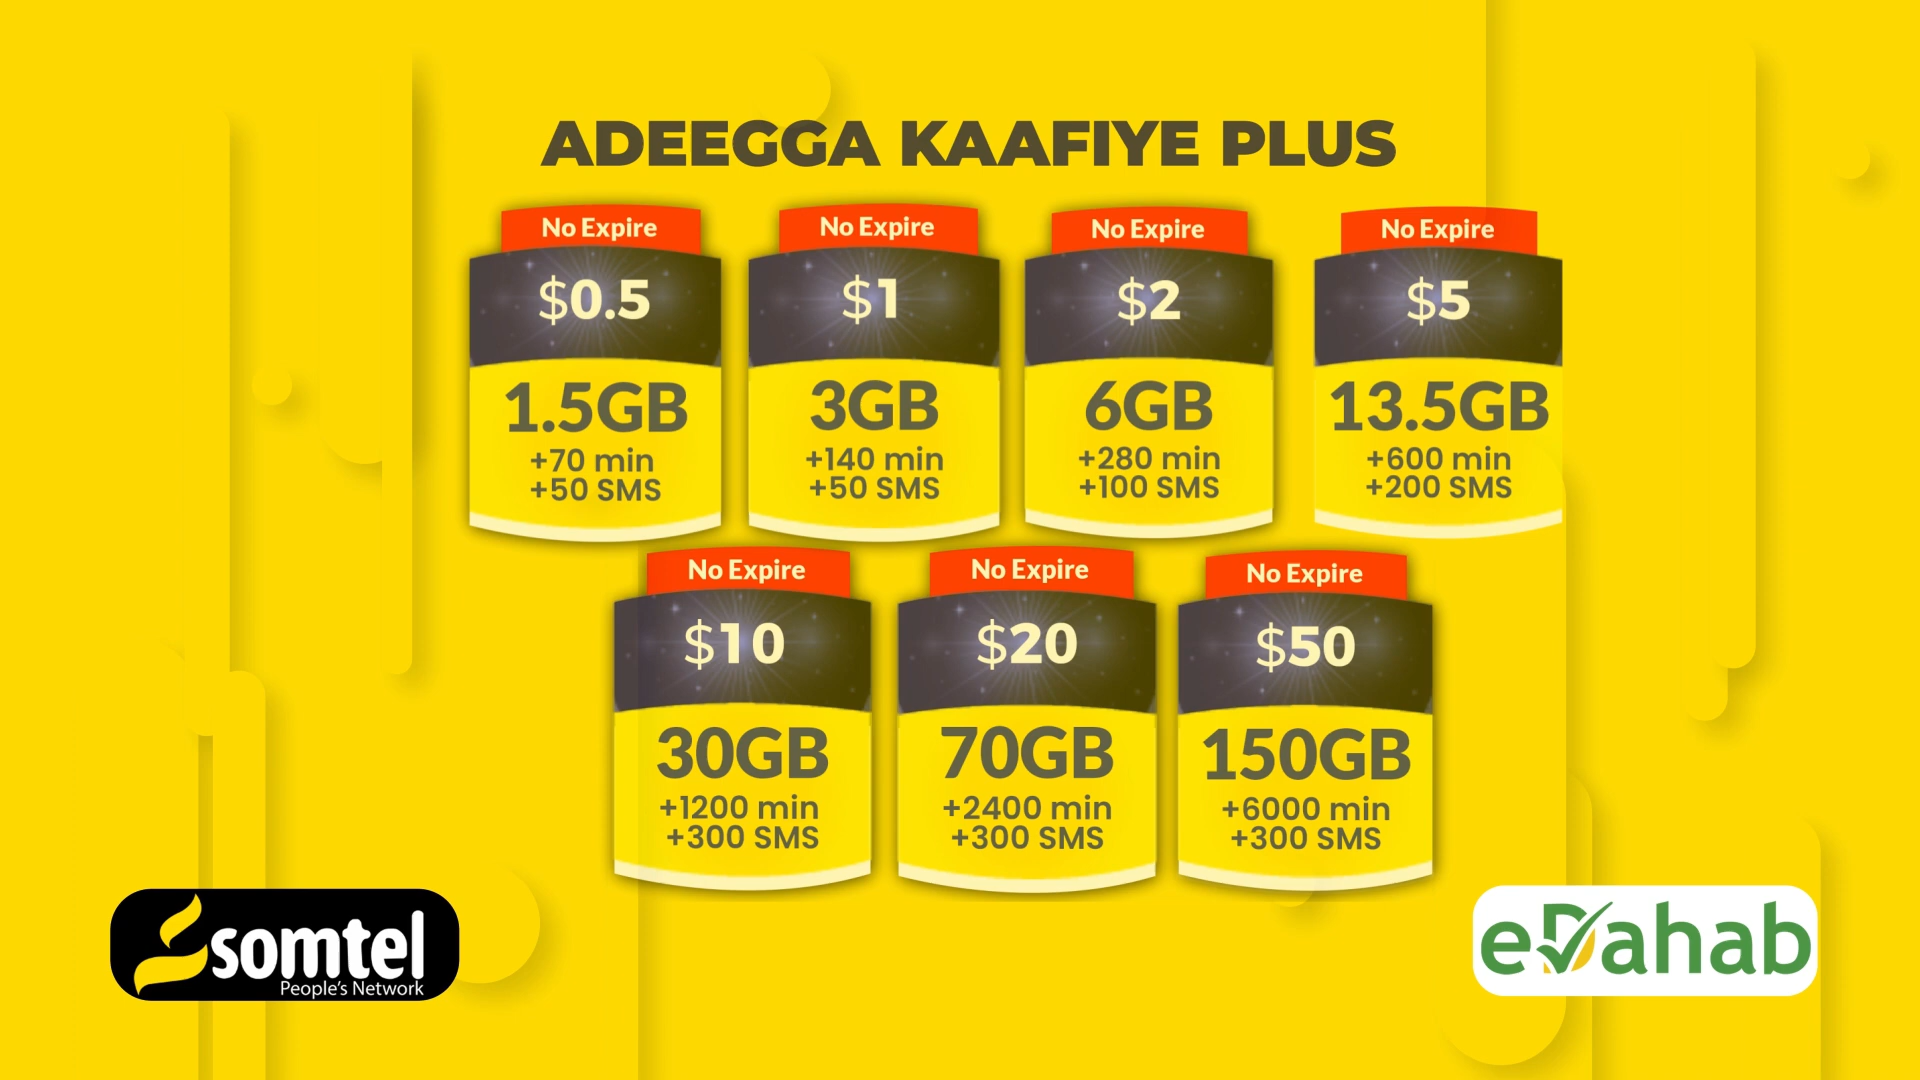 ADEEGGA KAAFIYE PLUS
No Expire
$0.5
1.5GB
+70 min
+50 SMS
No Expire
$1
3GB
+140 min
+50 SMS
No Expire
$2
6GB
+280 min
+100 SMS
No Expire
$5
13.5GB
+600 min
+200 SMS
No Expire
$10
30GB
+1200 min
+300 SMS
No Expire
$20
70GB
+2400 min
+300 SMS
No Expire
$50
150GB
+6000 min
+300 SMS
somtel
People's Network
eDahab